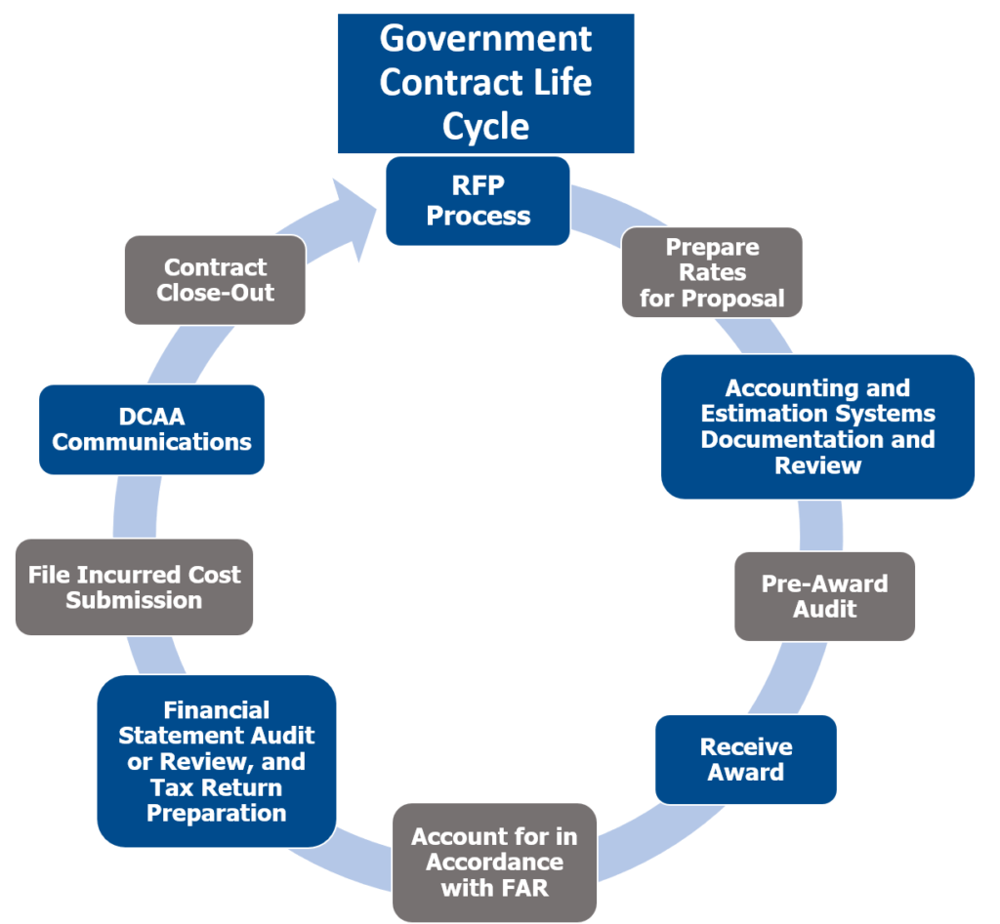 Government
Contract Life
Cycle
RFP
Process
Prepare
Rates
for Proposal
Accounting and
Estimation Systems
Documentation and
Review
Pre-Award
Audit
Receive
Award
Account for in
Accordance
with FAR
Financial
Statement Audit
or Review, and
Tax Return
Preparation
File Incurred Cost
Submission
DCAA
Communications
Contract
Close-Out